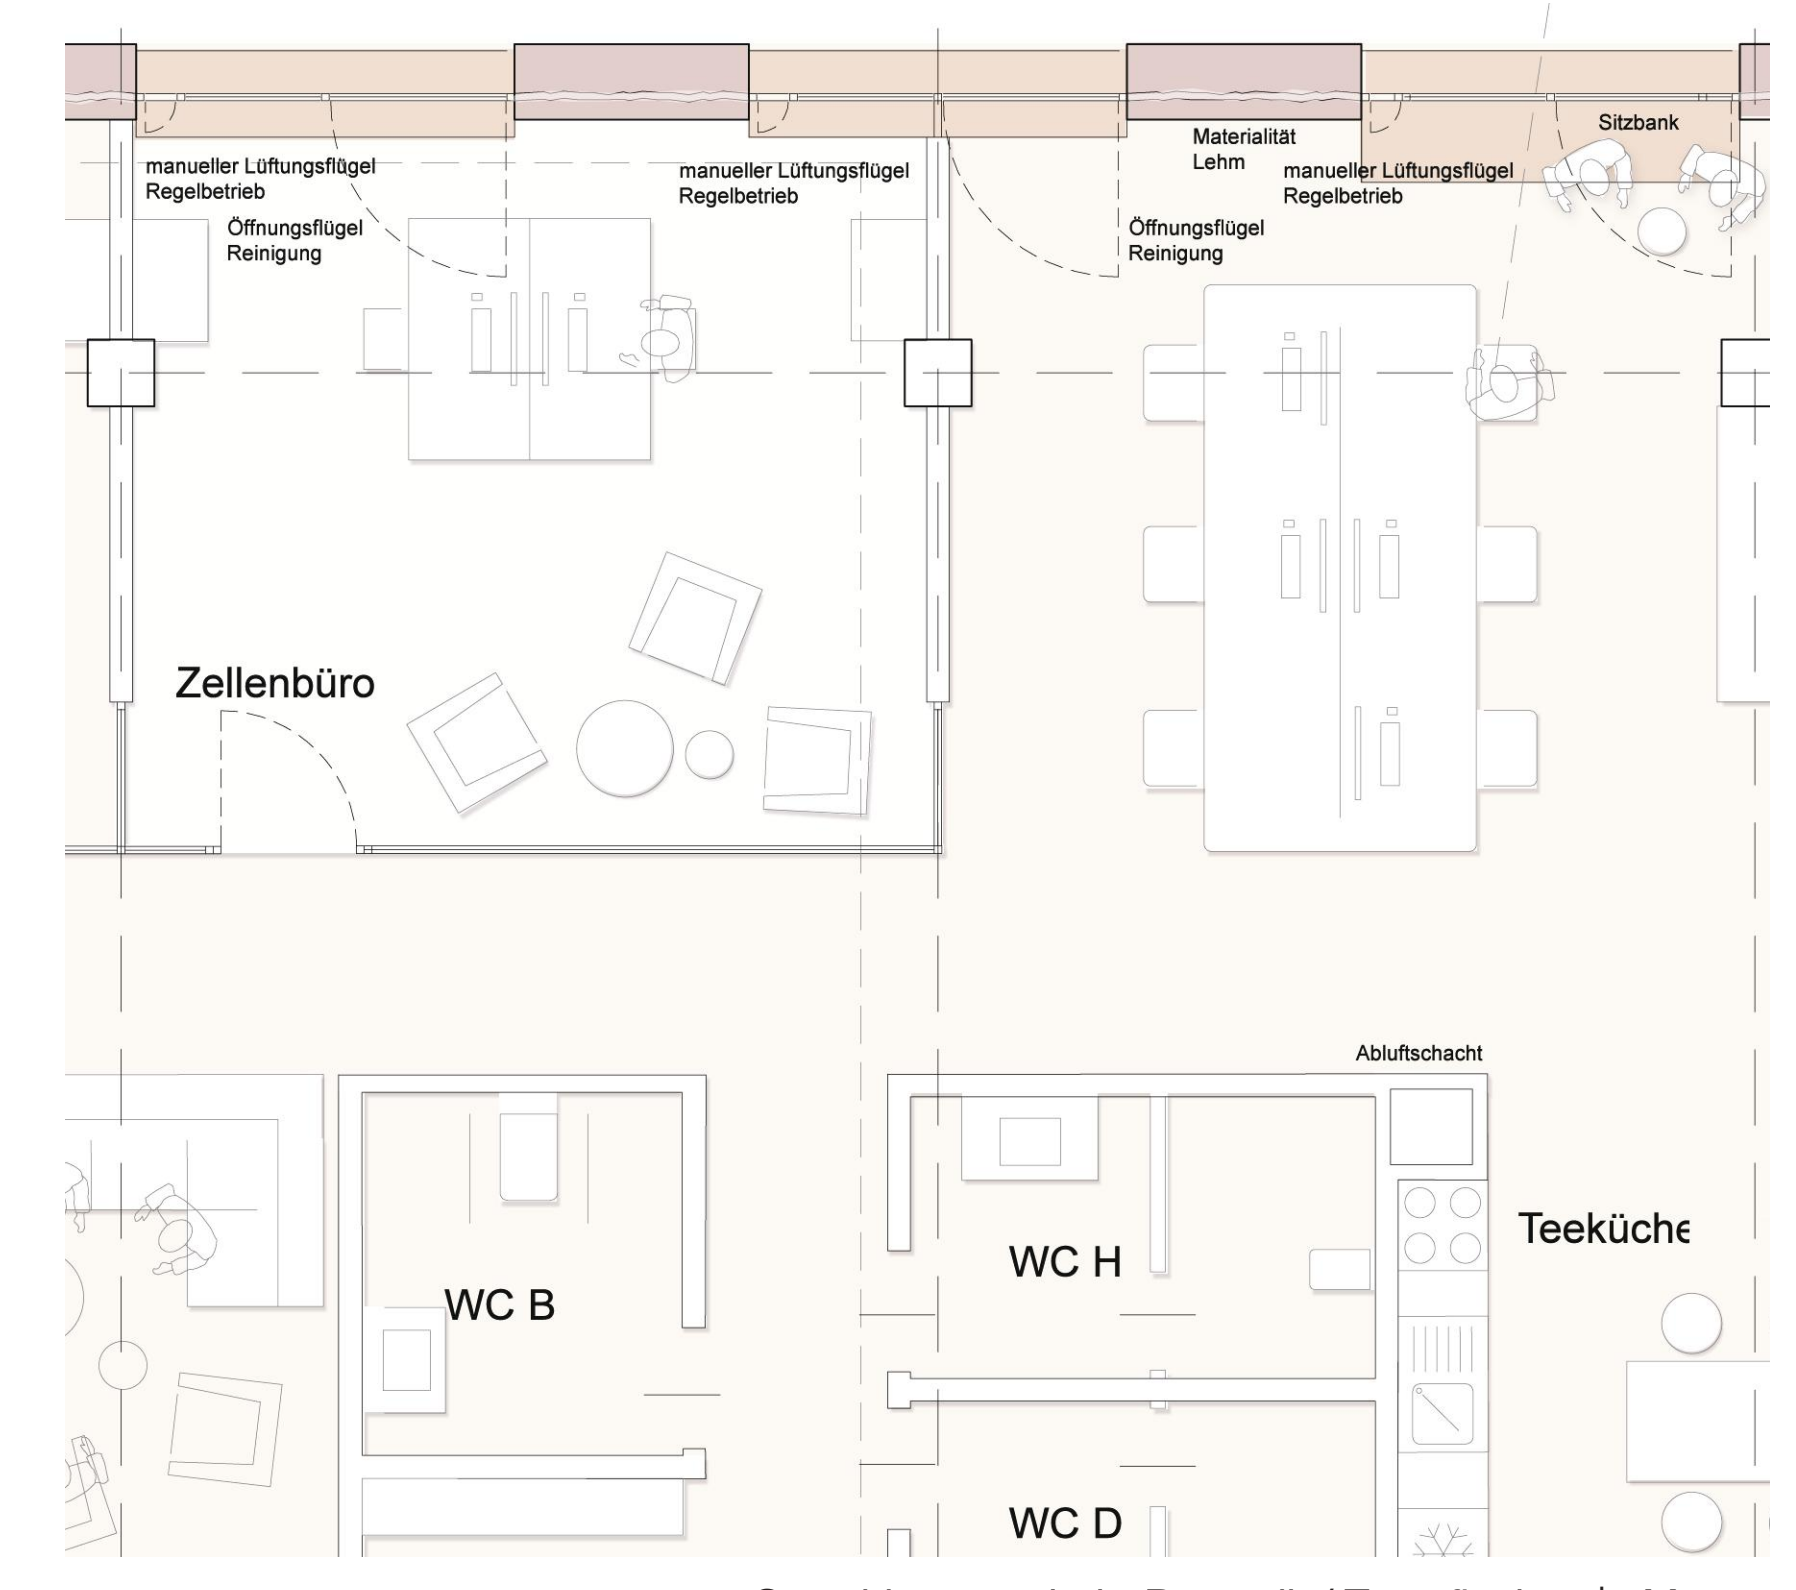 Sitzbank
Materialität
Lehm
manueller Lüftungsflügel
Regelbetrieb
manueller Lüftungsflügel
Regelbetrieb
manueller Lüftungsflügel
Regelbetrieb
Öffnungsflügel
Reinigung
Öffnungsflügel
Reinigung
Zellenbüro
Abluftschacht
Teeküche
WC H
WC B
WC D